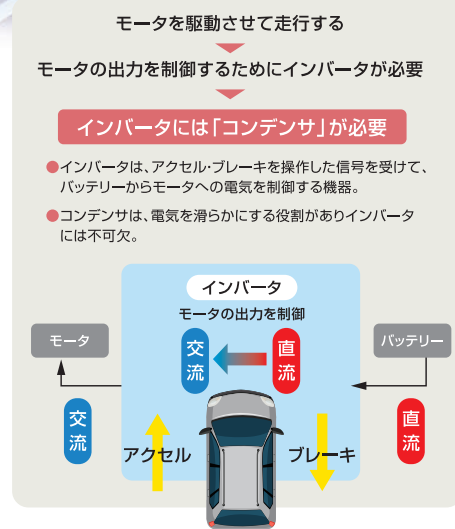 モータを駆動させて走行する
モータの出力を制御するためにインバータが必要
インバータには「コンデンサ」が必要
●インバータは、アクセル・ブレーキを操作した信号を受けて、
バッテリーからモータへの電気を制御する機器。
●コンデンサは、電気を滑らかにする役割がありインバータ
には不可欠。
インバータ
モータの出力を制御
モータ
交流
直流
バッテリー
交流
アクセル
ブレーキ
直流